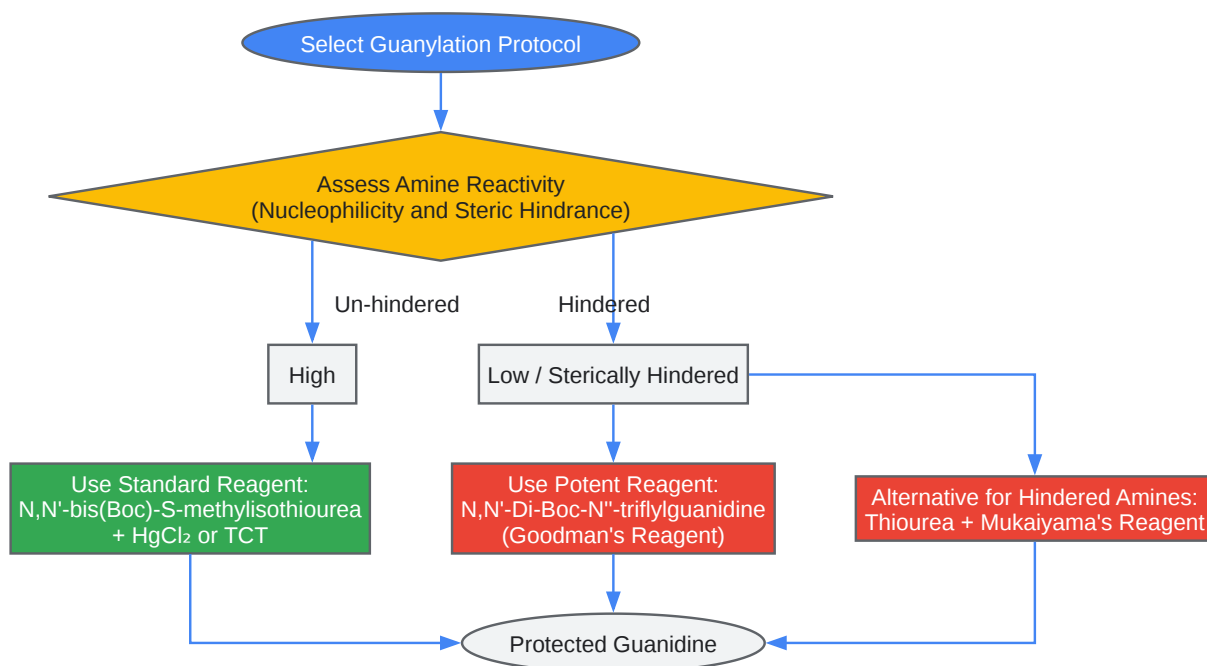 Select Guanylation Protocol
Assess Amine Reactivity
(Nucleophilicity and Steric Hindrance)
Un-hindered
Hindered
High
Low / Sterically Hindered
Use Standard Reagent:
N,N'-bis(Boc)-S-methylisothiourea
+ HgCl₂ or TCT
Use Potent Reagent:
N,N'-Di-Boc-N''-triflylguanidine
(Goodman's Reagent)
Alternative for Hindered Amines:
Thiourea + Mukaiyama's Reagent
Protected Guanidine